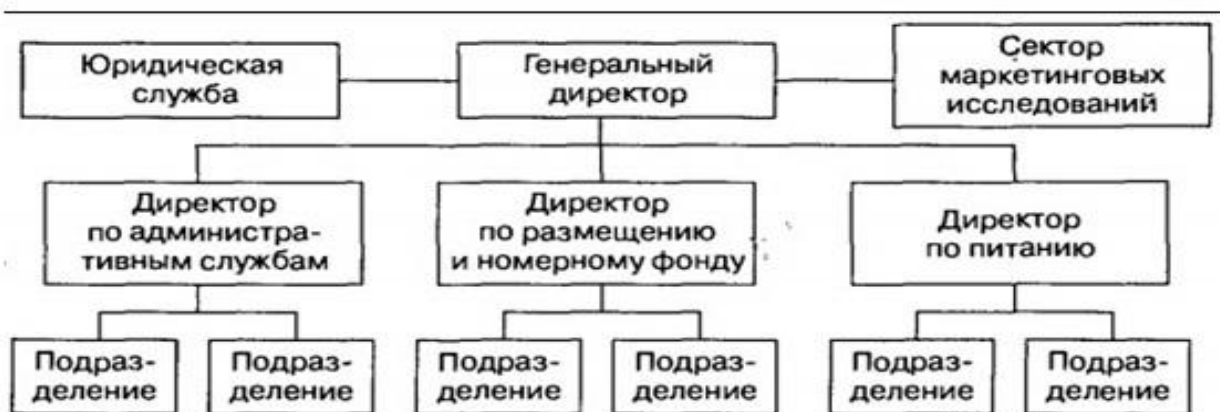 Юридическая
служба
Генеральный
директор
Сектор
маркетинговых
исследований
Директор
по администра-
тивным службам
Директор
по размещению
и номерному фонду
Директор
по питанию
Подраз-
деление
Подраз-
деление
Подраз-
деление
Подраз-
деление
Подраз-
деление
Подраз-
деление